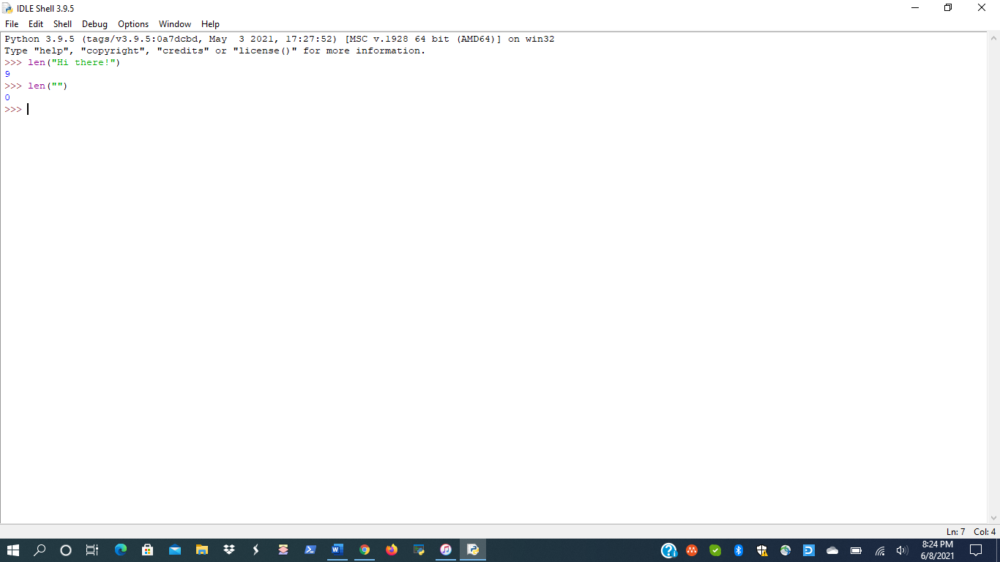 IDLE Shell 3.9.5
File Edit Shell Debug Options Window Help
Python 3.9.5 (tags/v3.9.5:0a7dcbd, May  3 2021, 17:27:52) [MSC v.1928 64 bit (AMD64)] on win32
Type "help", "copyright", "credits" or "license()" for more information.
>>> len("Hi there!")
9
>>> len("")
0
>>>
Ln: 7 Col: 4
8:24 PM
6/8/2021